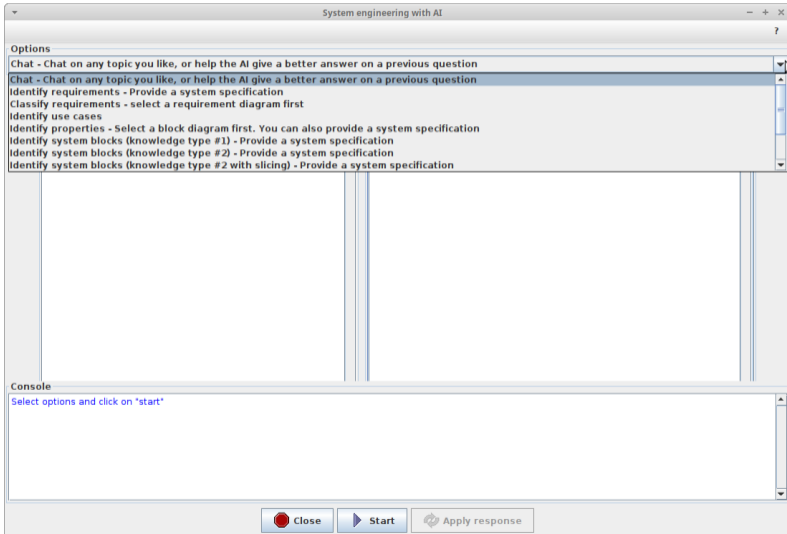 System engineering with AI
?
Options
Chat - Chat on any topic you like, or help the AI give a better answer on a previous question
Chat - Chat on any topic you like, or help the AI give a better answer on a previous question
Identify requirements - Provide a system specification
Classify requirements - select a requirement diagram first
Identify use cases
Identify properties - Select a block diagram first. You can also provide a system specification
Identify system blocks (knowledge type #1) - Provide a system specification
Identify system blocks (knowledge type #2) - Provide a system specification
Identify system blocks (knowledge type #2 with slicing) - Provide a system specification
Console
Select options and click on "start"
Close
Start
Apply response